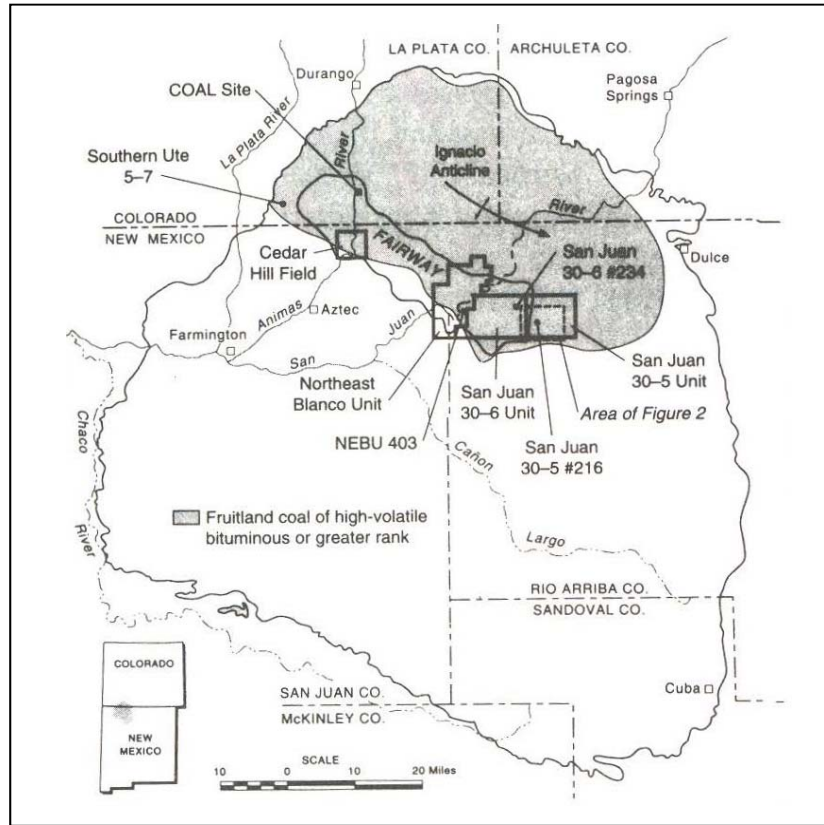 LA PLATA CO.
ARCHULETA CO.
Durango
COAL Site
La Plata River
Pagosa
Springs
River
Southern Ute
5–7
Ignacio
Anticline
River
COLORADO
NEW MEXICO
FAIRWAY
Cedar
Hill Field
San Juan
30–6 #234
Dulce
Animas
Aztec
Juan
Farmington
San
San Juan
30–5 Unit
Northeast
Blanco Unit
San Juan
30–6 Unit
Area of Figure 2
NEBU 403
San Juan
30–5 #216
Chaco
River
Cañon
Largo
Fruitland coal of high-volatile
bituminous or greater rank
RIO ARRIBA CO.
SANDOVAL CO.
COLORADO
NEW
MEXICO
SAN JUAN CO.
McKINLEY CO.
Cuba
SCALE
10 0 10 20 Miles